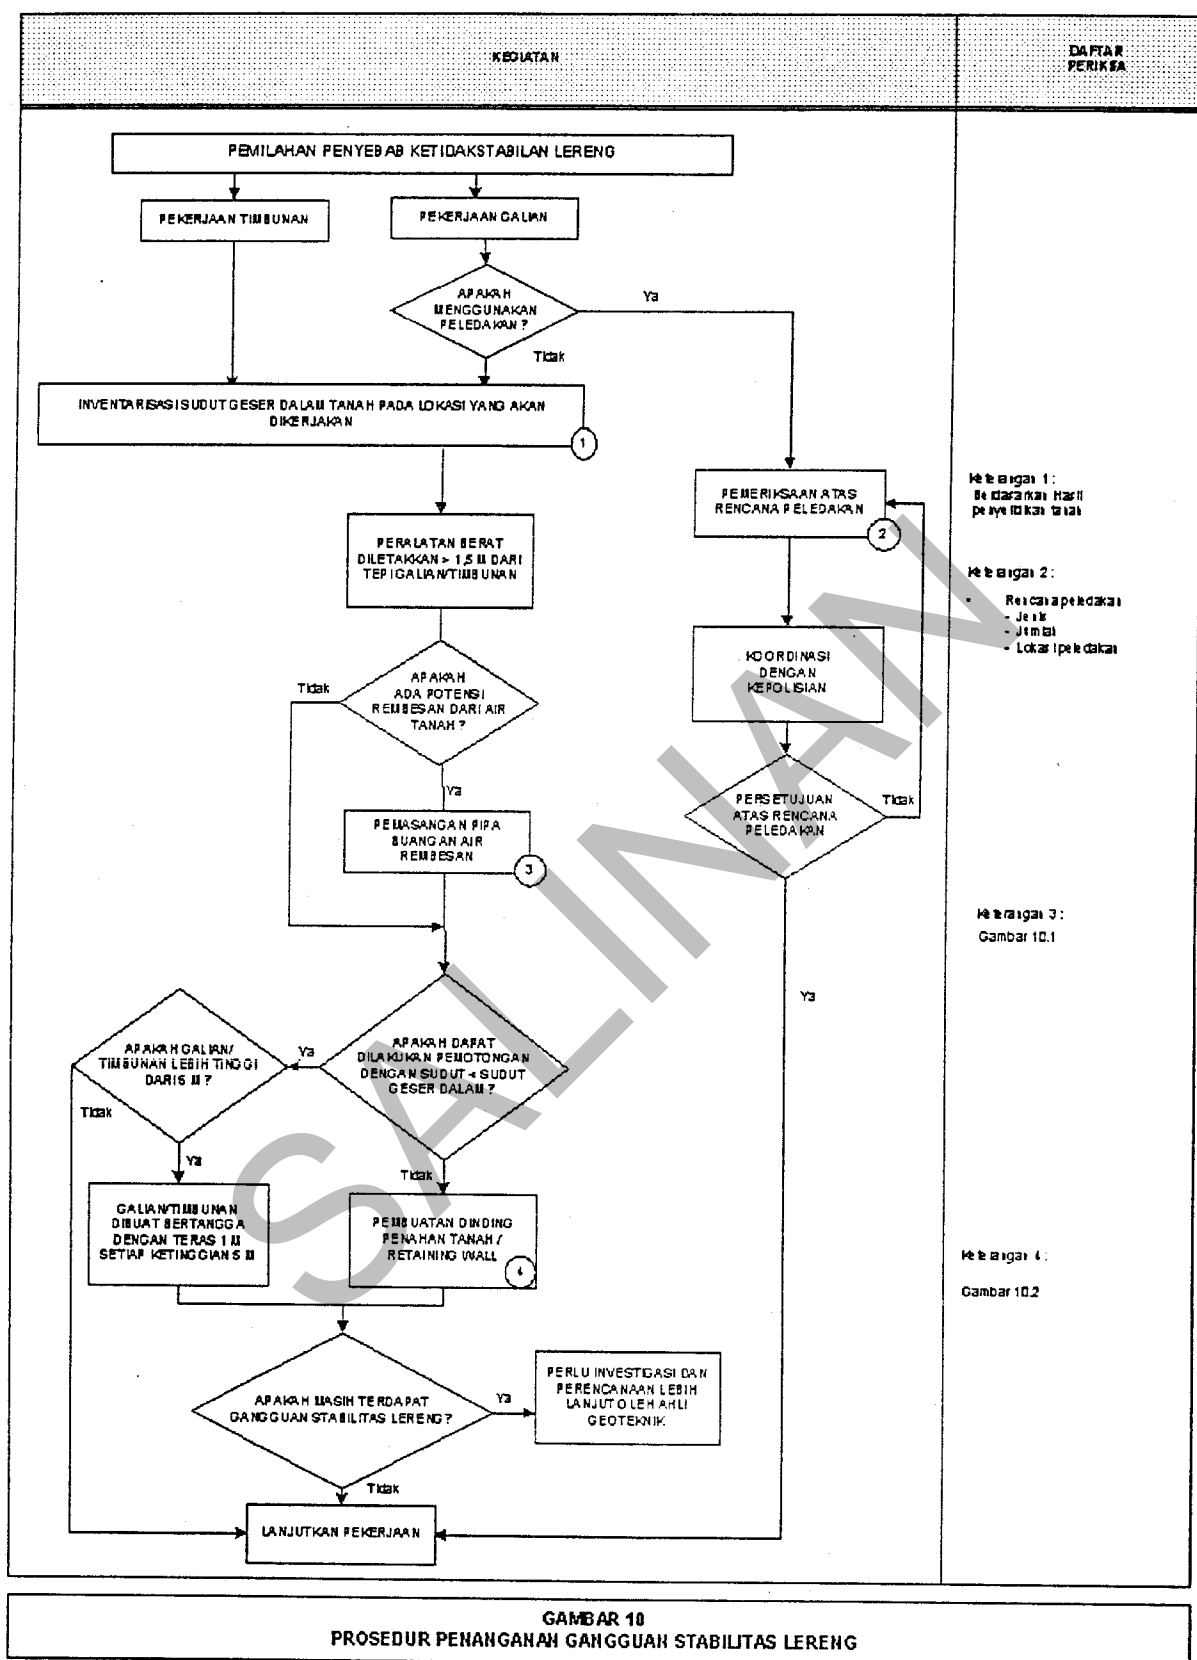 KEGIATAN
DAFTAR
PERIKSA
PEMILAHAN PENYEBAB KETIDAKSTABILAN LERENG
PEKERJAAN TIMBUNAN
PEKERJAAN GALIAN
APAKAH
MENGGUNAKAN
PELEDAKAN ?
Ya
Tidak
INVENTARISASI SUDUT GESER DALAM TANAH PADA LOKASI YANG AKAN
DIKERJAKAN
1
PEMERIKSAAN ATAS
RENCANA PELEDAKAN
2
Keterangan 1 :
Berdasarkan Hasil
penyelidikan tanah
PERALATAN BERAT
DILETAKKAN > 1,5 M DARI
TEPI GALIAN/TIMBUNAN
Keterangan 2 :
• Rencana peledakan
- Jenis
- Jumlah
- Lokasi peledakan
KOORDINASI
DENGAN
KEPOLISIAN
APAKAH
ADA POTENSI
REMBESAN DARI AIR
TANAH ?
Tidak
Ya
PERSETUJUAN
ATAS RENCANA
PELEDAKAN
Tidak
PEMASANGAN PIPA
BUANGAN AIR
REMBESAN
3
Keterangan 3 :
Gambar 10.1
Ya
APAKAH GALIAN/
TIMBUNAN LEBIH TINGGI
DARI 5 M ?
Ya
APAKAH DAPAT
DILAKUKAN PEMOTONGAN
DENGAN SUDUT < SUDUT
GESER DALAM ?
Tidak
Ya
Tidak
GALIAN/TIMBUNAN
DIBUAT BERTANGGA
DENGAN TERAS 1 M
SETIAP KETINGGIAN 5 M
PEMBUATAN DINDING
PENAHAN TANAH /
RETAINING WALL
4
Keterangan 4 :
Gambar 10.2
APAKAH MASIH TERDAPAT
GANGGUAN STABILITAS LERENG ?
Ya
PERLU INVESTIGASI DAN
PERENCANAAN LEBIH
LANJUT OLEH AHLI
GEOTEKNIK
Tidak
LANJUTKAN PEKERJAAN
SALINAN
GAMBAR 10
PROSEDUR PENANGANAN GANGGUAN STABILITAS LERENG